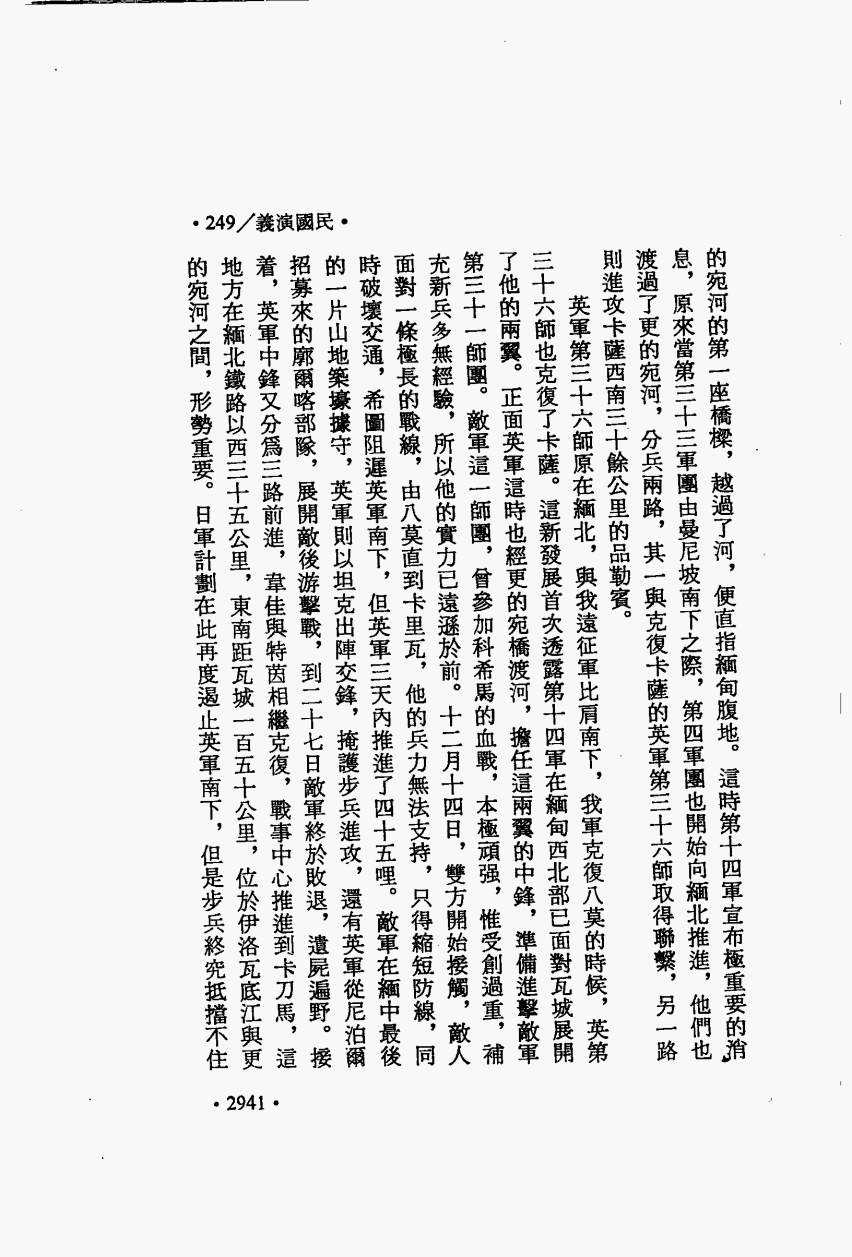 •249／義演國民•
的宛河的第一座橋樑，越過了河，便直指緬甸腹地。這時第十四軍宣布極重要的消
息，原來當第三十三軍團由曼尼坡南下之際，第四軍團也開始向緬北推進，他們也
渡過了更的宛河，分兵兩路，其一與克復卡薩的英軍第三十六師取得聯繫，另一路
則進攻卡薩西南三十餘公里的品勒賓。
英軍第三十六師原在緬北，與我遠征軍比肩南下，我軍克復八莫的時候，英第
三十六師也克復了卡薩。這新發展首次透露第十四軍在緬甸西北部已面對瓦城展開
了他的兩翼。正面英軍這時也經更的宛橋渡河，擔任這兩翼的中鋒，準備進擊敵軍
第三十一師團。敵軍這一師團，曾參加科希馬的血戰，本極頑强，惟受創過重，補
充新兵多無經驗，所以他的實力已遠遜於前。十二月十四日，雙方開始接觸，敵人
面對一條極長的戰線，由八莫直到卡里瓦，他的兵力無法支持，只得縮短防線，同
時破壞交通，希圖阻遲英軍南下，但英軍三天內推進了四十五哩。敵軍在緬中最後
的一片山地築壕據守，英軍則以坦克出陣交鋒，掩護步兵進攻，還有英軍從尼泊爾
招募來的廓爾喀部隊，展開敵後游擊戰，到二十七日敵軍終於敗退，遺屍遍野。接
着，英軍中鋒又分爲三路前進，韋佳與特茵相繼克復，戰事中心推進到卡刀馬，這
地方在緬北鐵路以西三十五公里，東南距瓦城一百五十公里，位於伊洛瓦底江與更
的宛河之間，形勢重要。日軍計劃在此再度遏止英軍南下，但是步兵終究抵擋不住
•2941•